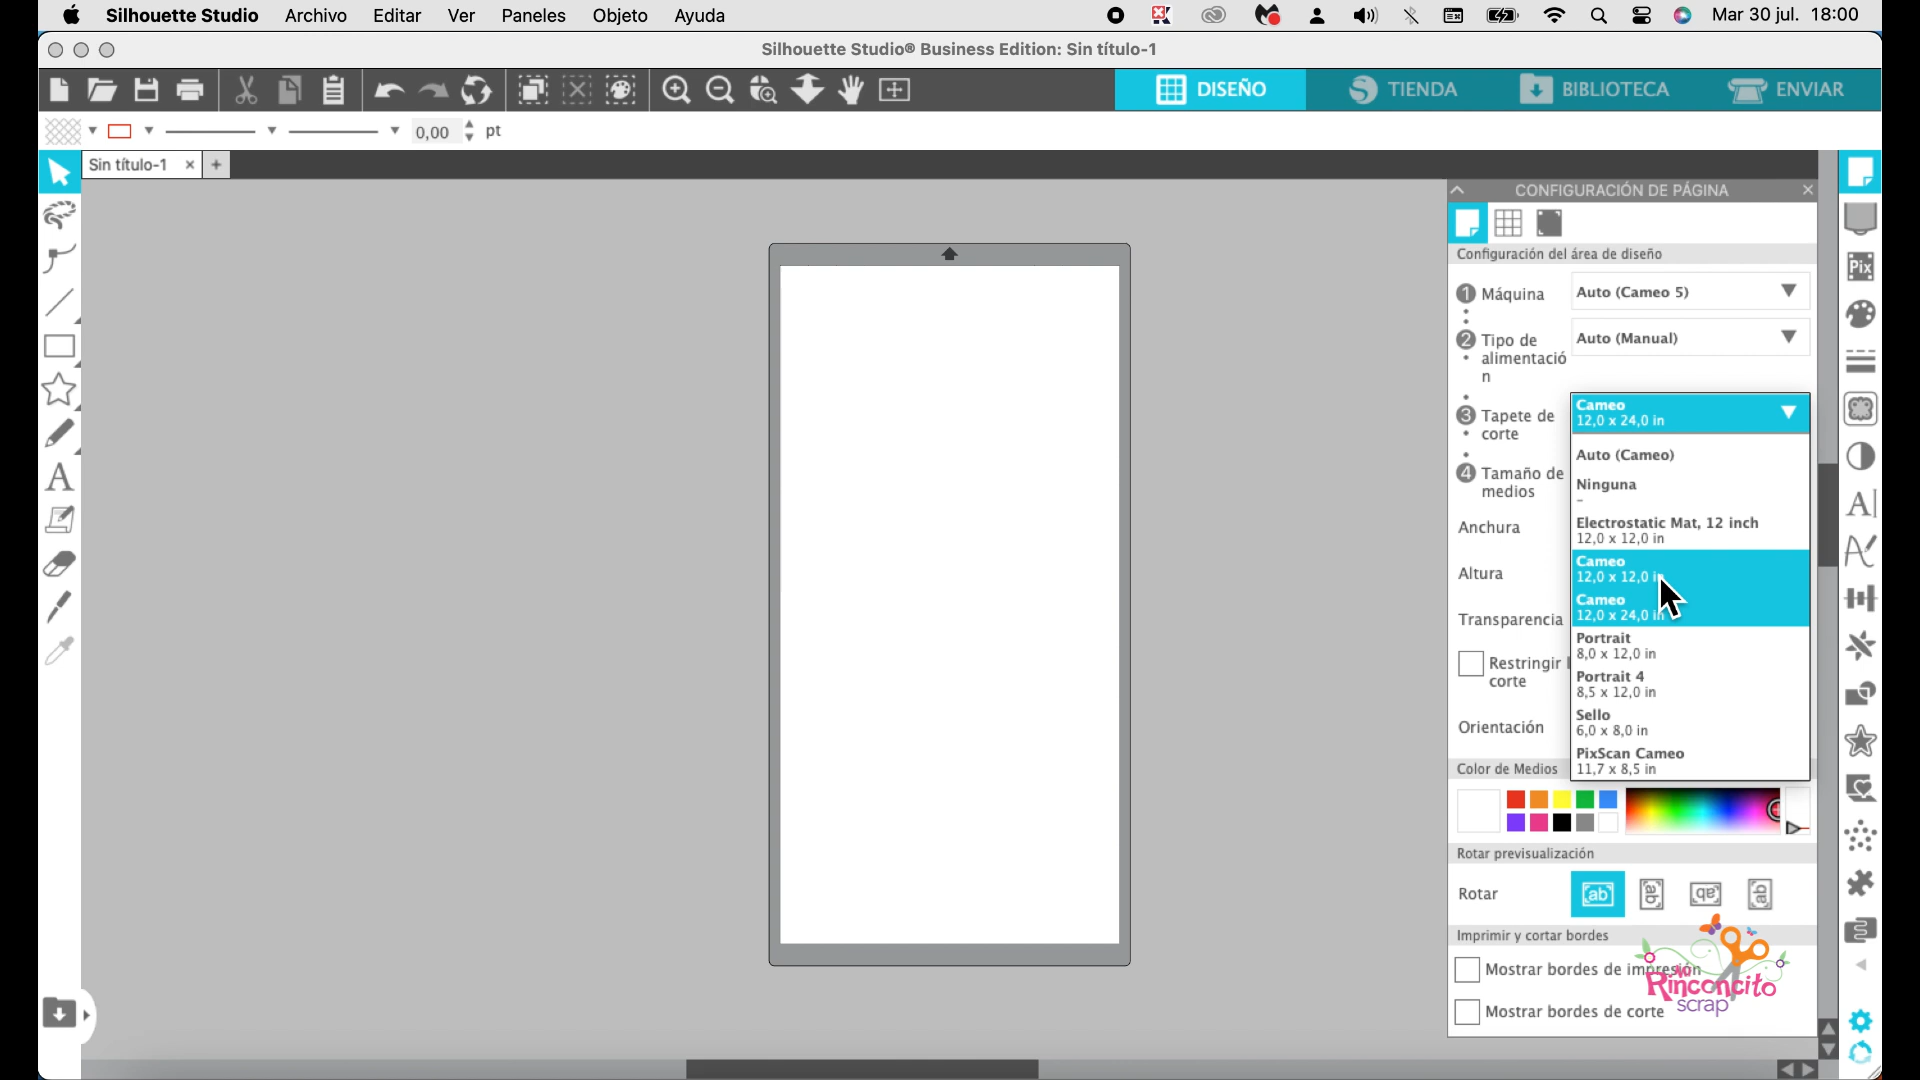 Silhouette Studio Archivo Editar Ver Paneles Objeto Ayuda Mar 30 jul. 18:00
Silhouette Studio® Business Edition: Sin título-1
DISEÑO TIENDA BIBLIOTECA ENVIAR
0,00 pt
Sin título-1
CONFIGURACIÓN DE PÁGINA
Configuración del área de diseño
1 Máquina Auto (Cameo 5)
2 Tipo de alimentació Auto (Manual)
n
3 Tapete de corte
Cameo
12,0 x 24,0 in
Auto (Cameo)
4 Tamaño de medios
Ninguna
-
Anchura
Electrostatic Mat, 12 inch
12,0 x 12,0 in
Altura
Cameo
12,0 x 12,0 in
Cameo
12,0 x 24,0 in
Transparencia
Portrait
8,0 x 12,0 in
Restringir
corte
Portrait 4
8,5 x 12,0 in
Orientación
Sello
6,0 x 8,0 in
PixScan Cameo
11,7 x 8,5 in
Color de Medios
Rotar previsualización
Rotar
Imprimir y cortar bordes
Mostrar bordes de impresión
Mostrar bordes de corte
Mi
Rinconcito
scrap
Pix